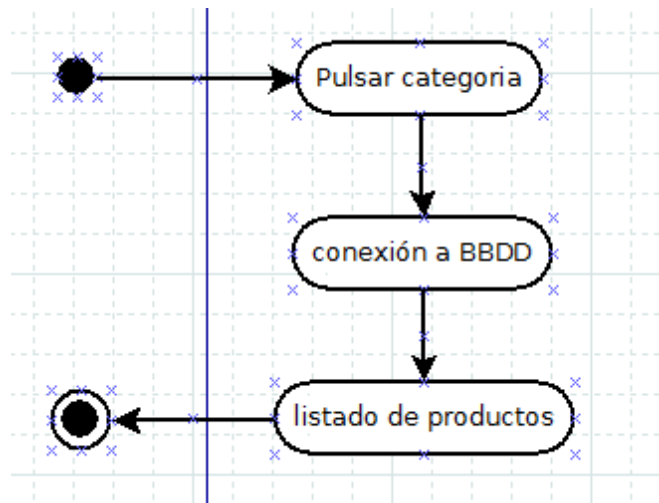 Pulsar categoria
conexión a BBDD
listado de productos